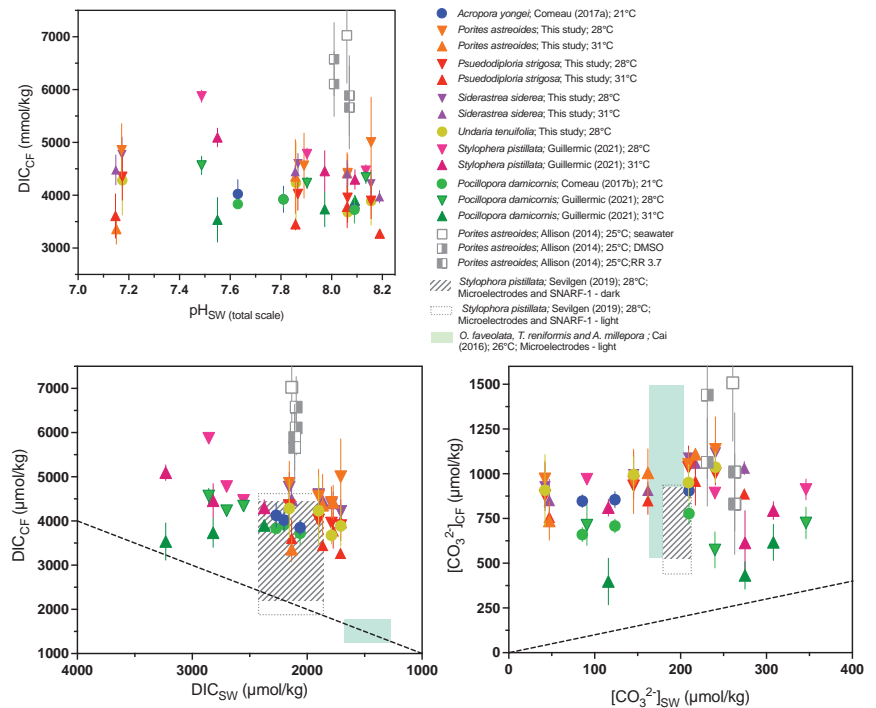 7000
6000
5000
4000
3000
DIC_CF (mmol/kg)
7.0
7.2
7.4
7.6
7.8
8.0
8.2
pH_SW (total scale)
Acropora yongei; Comeau (2017a); 21°C
Porites astreoides; This study; 28°C
Porites astreoides; This study; 31°C
Psuedodiploria strigosa; This study, 28°C
Psuedodiploria strigosa; This study; 31°C
Siderastrea siderea; This study, 28°C
Siderastrea siderea; This study; 31°C
Undaria tenuifolia; This study; 28°C
Stylophera pistillata; Guillermic (2021); 28°C
Stylophera pistillata; Guillermic (2021); 31°C
Pocillopora damicornis; Comeau (2017b); 21°C
Pocillopora damicornis; Guillermic (2021); 28°C
Pocillopora damicornis; Guillermic (2021); 31°C
Porites astreoides; Allison (2014); 25°C; seawater
Porites astreoides; Allison (2014); 25°C; DMSO
Porites astreoides; Allison (2014); 25°C;RR 3.7
Stylophora pistillata; Sevilgen (2019); 28°C;
Microelectrodes and SNARF-1 - dark
Stylophora pistillata; Sevilgen (2019); 28°C;
Microelectrodes and SNARF-1 - light
O. faveolata, T. reniformis and A. millepora ; Cai
(2016); 26°C; Microelectrodes - light
7000
6000
5000
4000
3000
2000
1000
DIC_CF (µmol/kg)
4000
3000
2000
1000
DIC_SW (µmol/kg)
1500
1250
1000
750
500
250
0
[CO₃²⁻]_CF (µmol/kg)
0
100
200
300
400
[CO₃²⁻]_SW (µmol/kg)